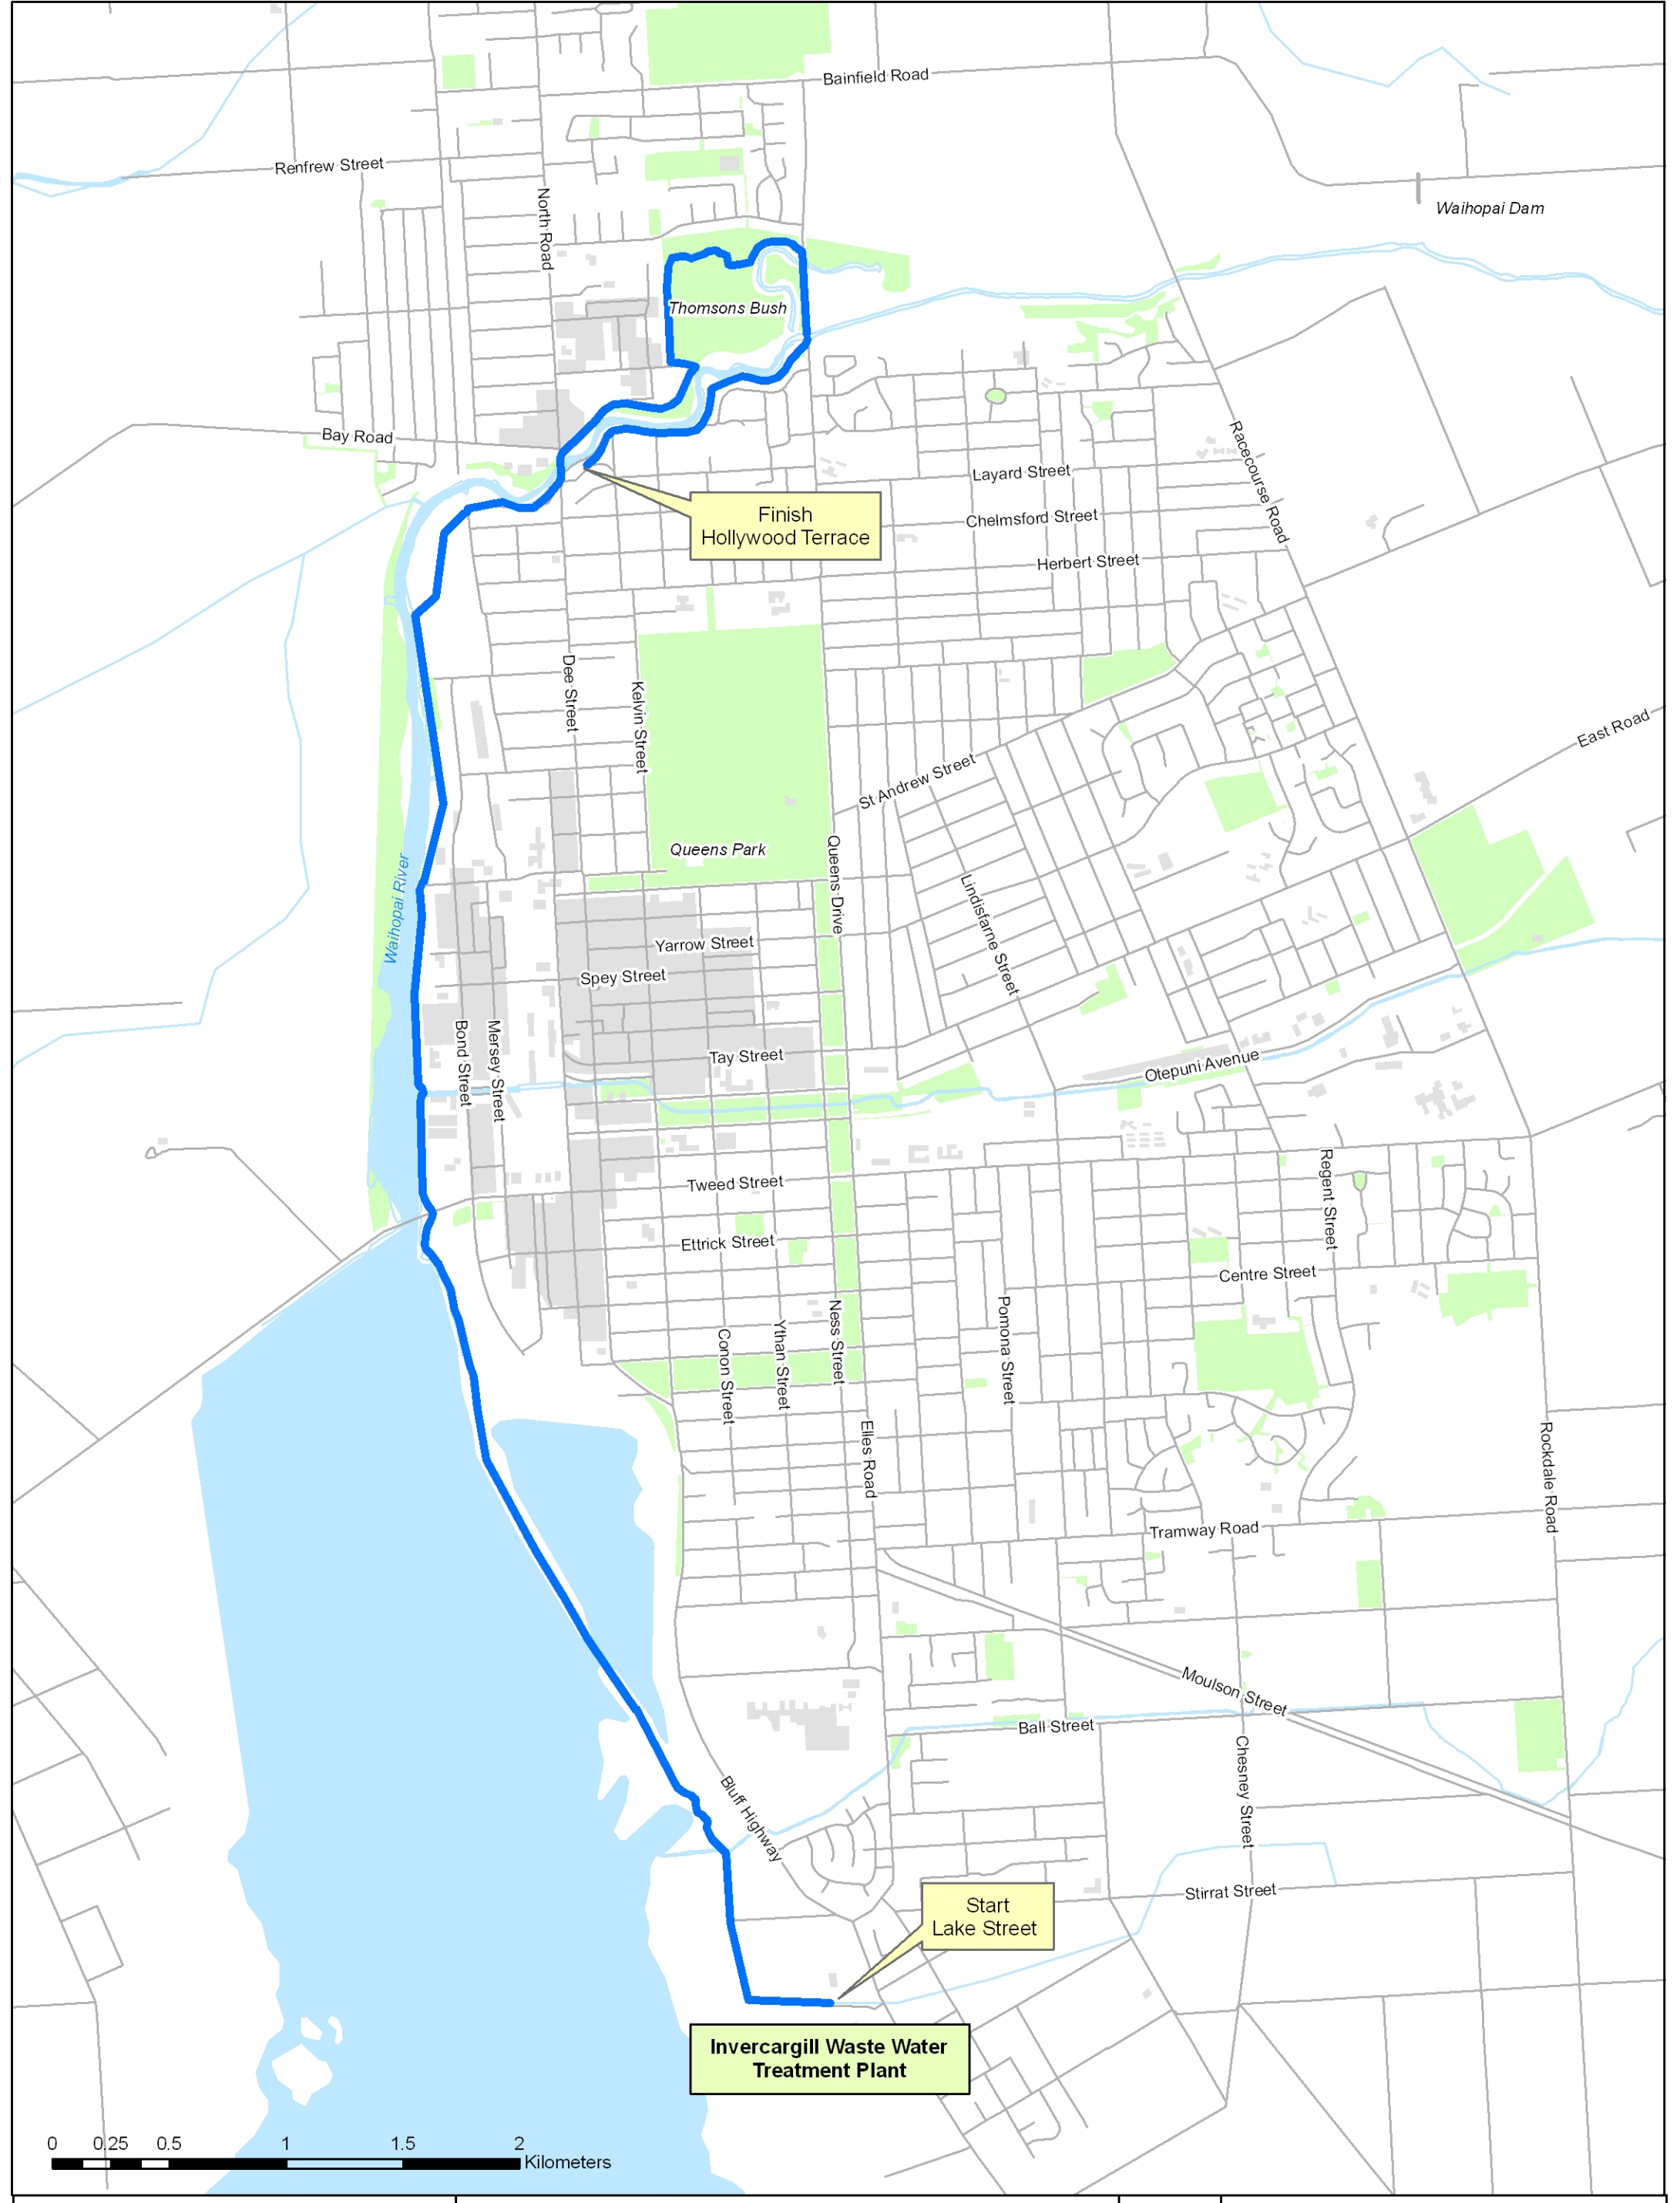 Bainfield Road
Renfrew Street
North Road
Waihopai Dam
Thomsons Bush
Bay Road
Racecourse Road
Layard Street
Finish
Hollywood Terrace
Chelmsford Street
Herbert Street
Dee Street
Kelvin Street
East Road
St Andrew Street
Queens Park
Queens Drive
Waihopai River
Lindisfarne Street
Yarrow Street
Spey Street
Bond Street
Mersey Street
Tay Street
Otepuni Avenue
Tweed Street
Regent Street
Ettrick Street
Centre Street
Conon Street
Ythan Street
Ness Street
Pomona Street
Elles Road
Rockdale Road
Tramway Road
Moulson Street
Ball Street
Chesney Street
Bluff Highway
Stirrat Street
Start
Lake Street
Invercargill Waste Water
Treatment Plant
0 0.25 0.5 1 1.5 2
Kilometers